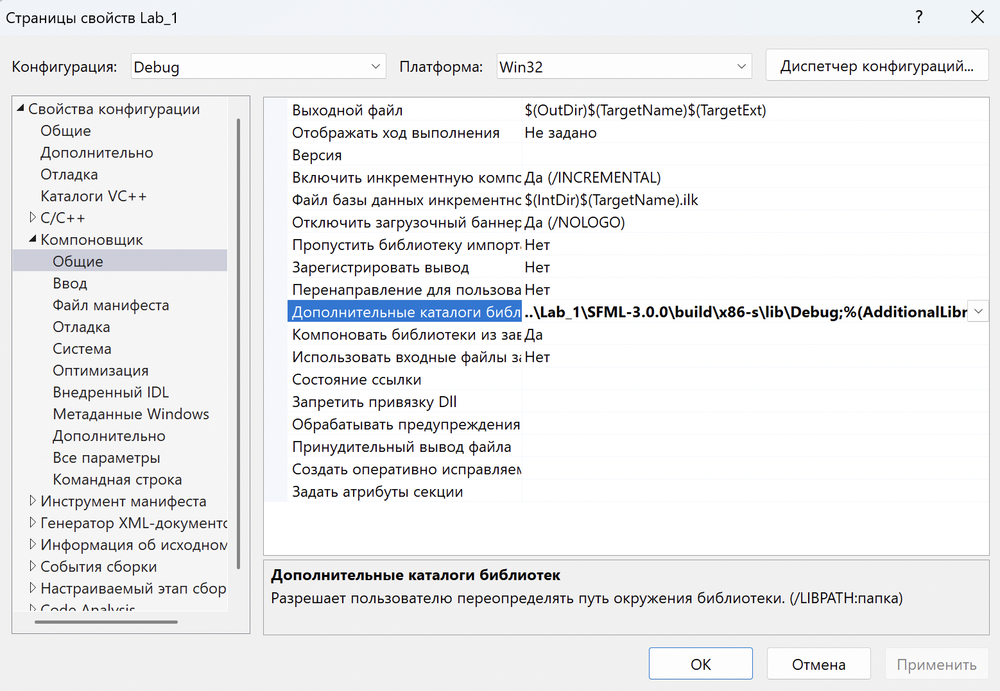 Страницы свойств Lab_1
?
Конфигурация: Debug Платформа: Win32 Диспетчер конфигураций...
Свойства конфигурации
Общие
Дополнительно
Отладка
Каталоги VC++
C/C++
Компоновщик
Общие
Ввод
Файл манифеста
Отладка
Система
Оптимизация
Внедренный IDL
Метаданные Windows
Дополнительно
Все параметры
Командная строка
Инструмент манифеста
Генератор XML-документо
Информация об исходном
События сборки
Настраиваемый этап сбор
Code Analysis
Выходной файл $(OutDir)$(TargetName)$(TargetExt)
Отображать ход выполнения Не задано
Версия
Включить инкрементную компо Да (/INCREMENTAL)
Файл базы данных инкрементно $(IntDir)$(TargetName).ilk
Отключить загрузочный баннер Да (/NOLOGO)
Пропустить библиотеку импорта Нет
Зарегистрировать вывод Нет
Перенаправление для пользова Нет
Дополнительные каталоги библ ..\Lab_1\SFML-3.0.0\build\x86-s\lib\Debug;%(AdditionalLibr
Компоновать библиотеки из зав Да
Использовать входные файлы за Нет
Состояние ссылки
Запретить привязку Dll
Обрабатывать предупреждения
Принудительный вывод файла
Создать оперативно исправляем
Задать атрибуты секции
Дополнительные каталоги библиотек
Разрешает пользователю переопределять путь окружения библиотеки. (/LIBPATH:папка)
ОК Отмена Применить